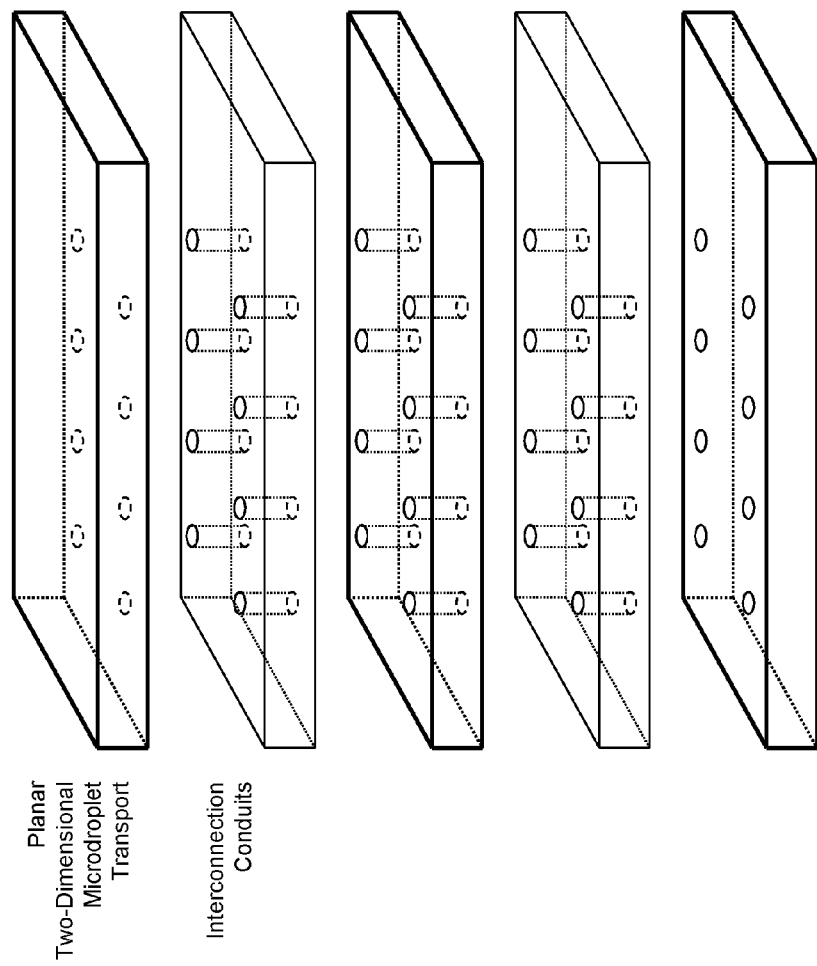 Planar
Two-Dimensional
Microdroplet
Transport
Interconnection
Conduits